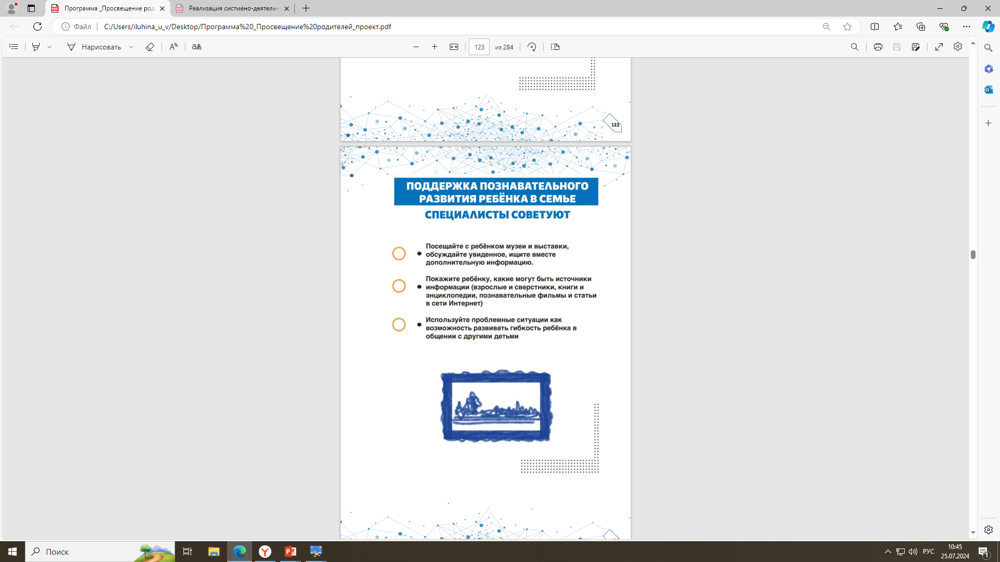 Программа _Просвещение род
Реализация систмено-деятельн
Файл
C:/Users/iluhina_u_v/Desktop/Программа%20_Просвещение%20родителей_проект.pdf
Нарисовать
аあ
123
из 284
122
ПОДДЕРЖКА ПОЗНАВАТЕЛЬНОГО
РАЗВИТИЯ РЕБЁНКА В СЕМЬЕ
СПЕЦИАЛИСТЫ СОВЕТУЮТ
• Посещайте с ребёнком музеи и выставки,
обсуждайте увиденное, ищите вместе
дополнительную информацию.
• Покажите ребёнку, какие могут быть источники
информации (взрослые и сверстники, книги и
энциклопедии, познавательные фильмы и статьи
в сети Интернет)
• Используйте проблемные ситуации как
возможность развивать гибкость ребёнка в
общении с другими детьми
Поиск
РУС
10:45
25.07.2024
1